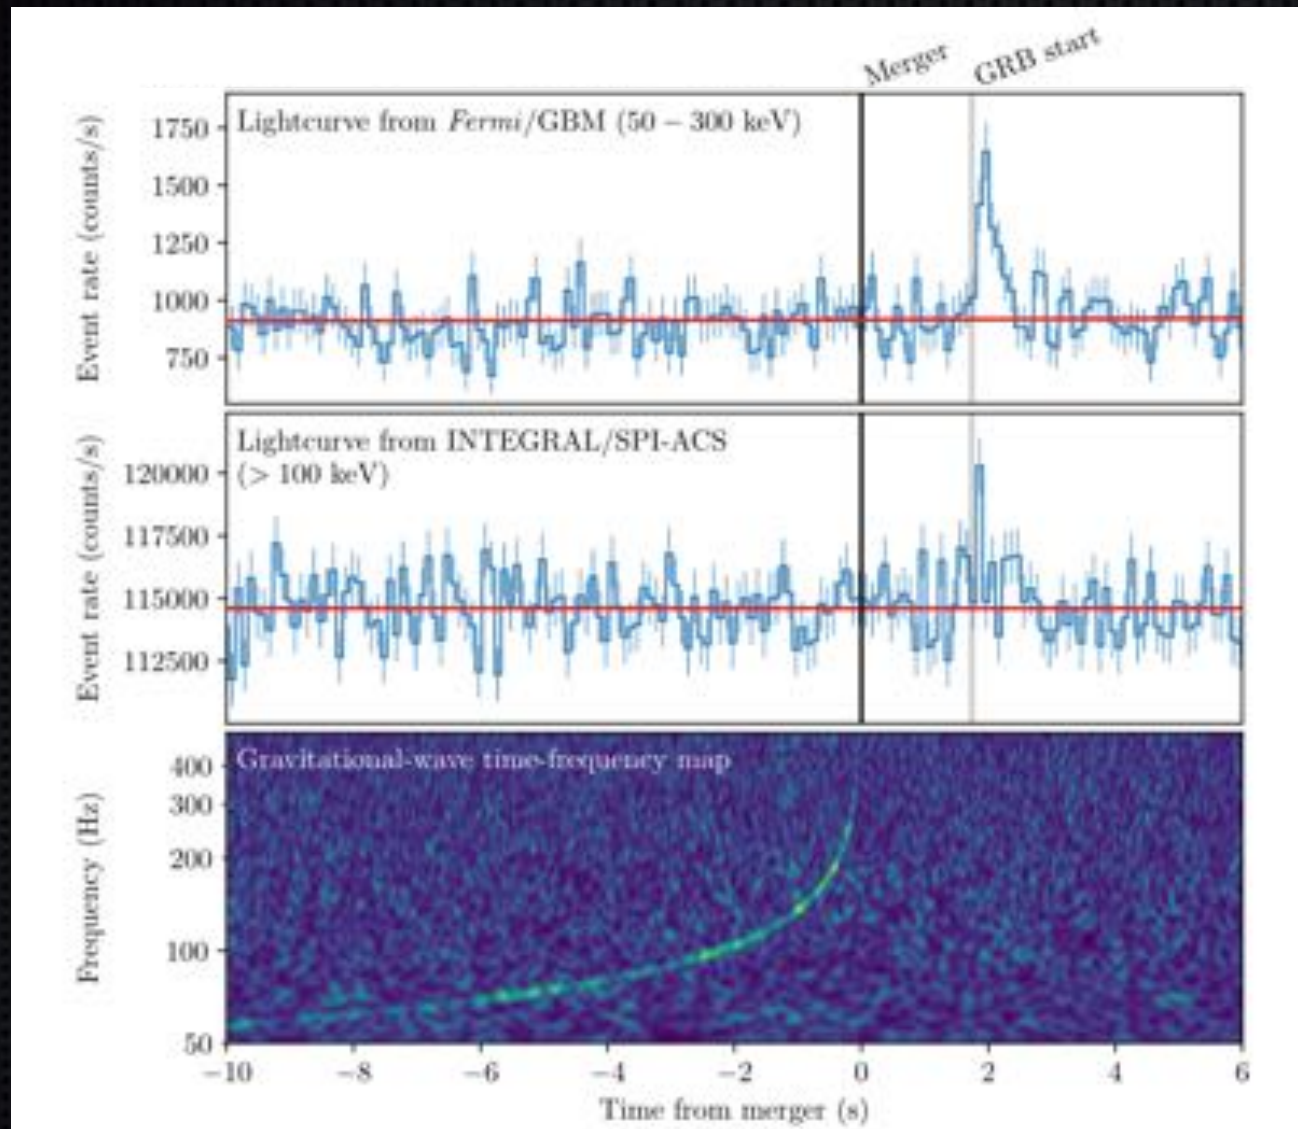 Merger GRB start
Lightcurve from Fermi/GBM (50 – 300 keV)
Event rate (counts/s)
1750
1500
1250
1000
750
Lightcurve from INTEGRAL/SPI-ACS
(> 100 keV)
Event rate (counts/s)
120000
117500
115000
112500
Gravitational-wave time-frequency map
Frequency (Hz)
400
300
200
100
50
−10 −8 −6 −4 −2 0 2 4 6
Time from merger (s)